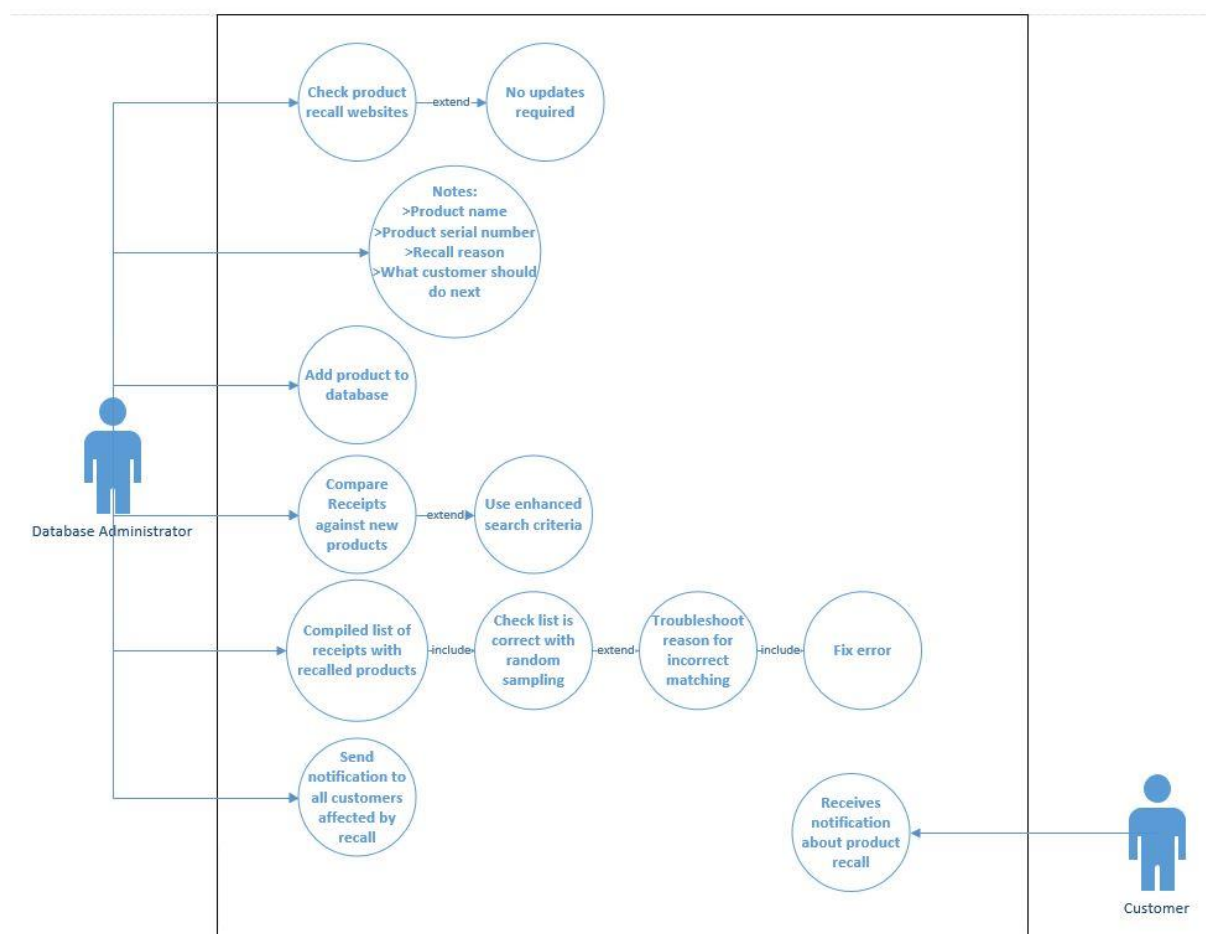 Check product
recall websites
extend
No updates
required
Notes:
>Product name
>Product serial number
>Recall reason
>What customer should
do next
Add product to
database
Database Administrator
Compare
Receipts
against new
products
extend
Use enhanced
search criteria
Compiled list of
receipts with
recalled products
include
Check list is
correct with
random
sampling
extend
Troubleshoot
reason for
incorrect
matching
include
Fix error
Send
notification to
all customers
affected by
recall
Receives
notification
about product
recall
Customer